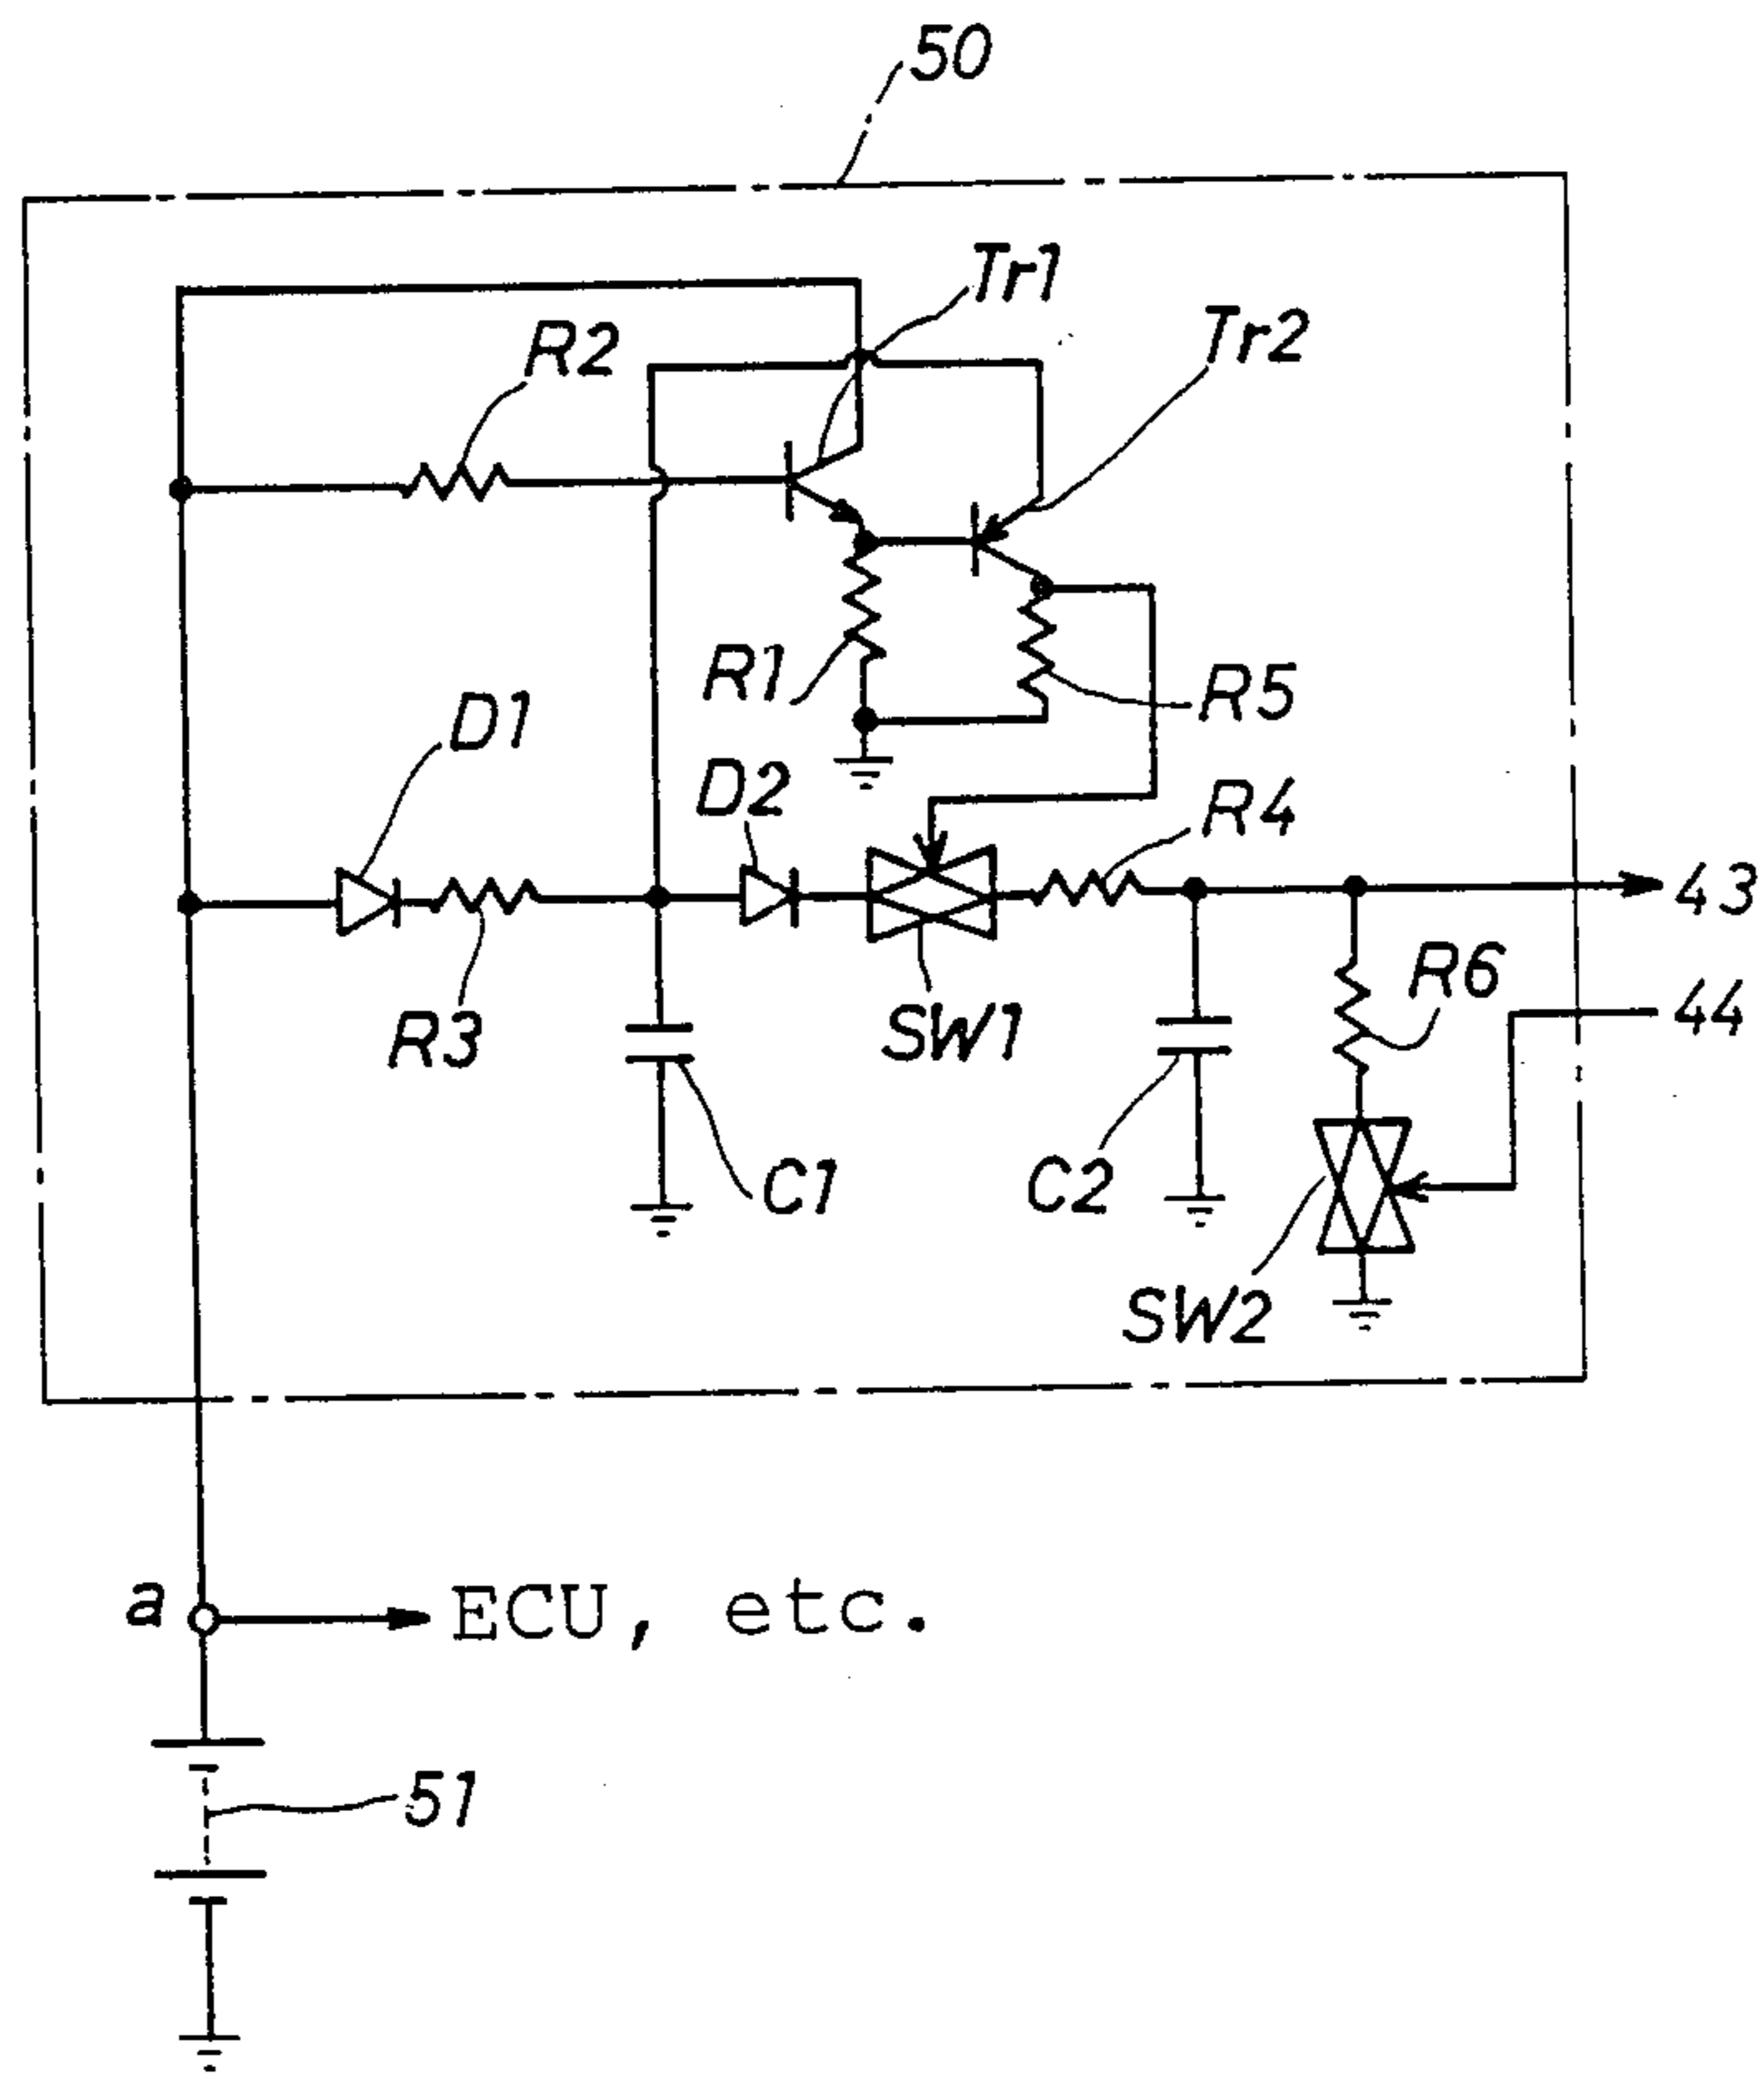 50
Tr1
Tr2
R2
R1
R5
D1
D2
R4
43
R6
44
R3
SW1
C1
C2
SW2
a
ECU, etc.
51